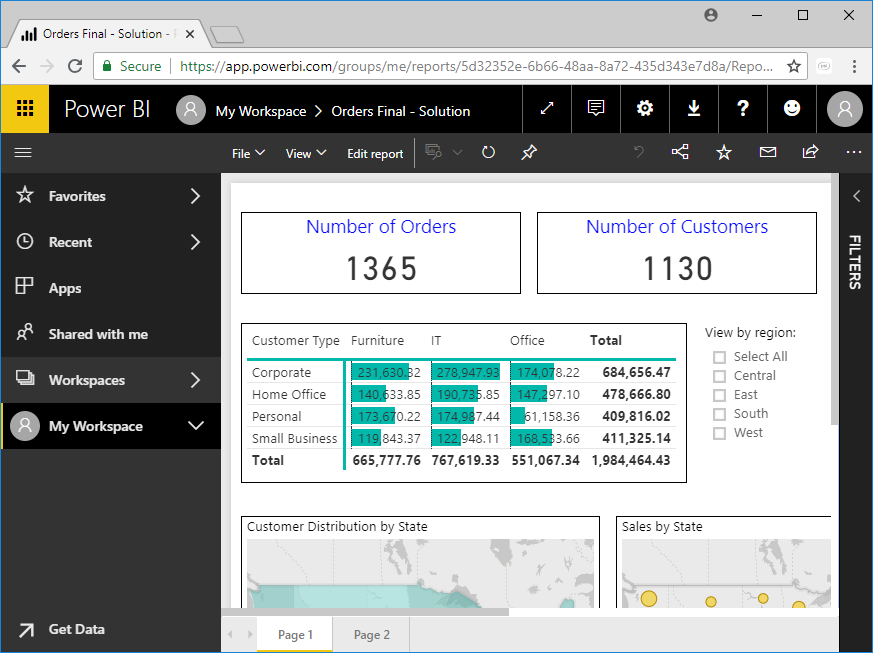 Orders Final - Solution -
Secure https://app.powerbi.com/groups/me/reports/5d32352e-6b66-48aa-8a72-435d343e7d8a/Repo...
Power BI My Workspace > Orders Final - Solution ?
File View Edit report ...
Favorites
Recent
Apps
Shared with me
Workspaces
My Workspace
Get Data
Number of Orders
1365
Number of Customers
1130
Customer Type Furniture IT Office Total
Corporate 231,630.32 278,947.93 174,078.22 684,656.47
Home Office 140,633.85 190,735.85 147,297.10 478,666.80
Personal 173,670.22 174,987.44 61,158.36 409,816.02
Small Business 119,843.37 122,948.11 168,533.66 411,325.14
Total 665,777.76 767,619.33 551,067.34 1,984,464.43
View by region:
Select All
Central
East
South
West
Customer Distribution by State
Sales by State
FILTERS
Page 1 Page 2